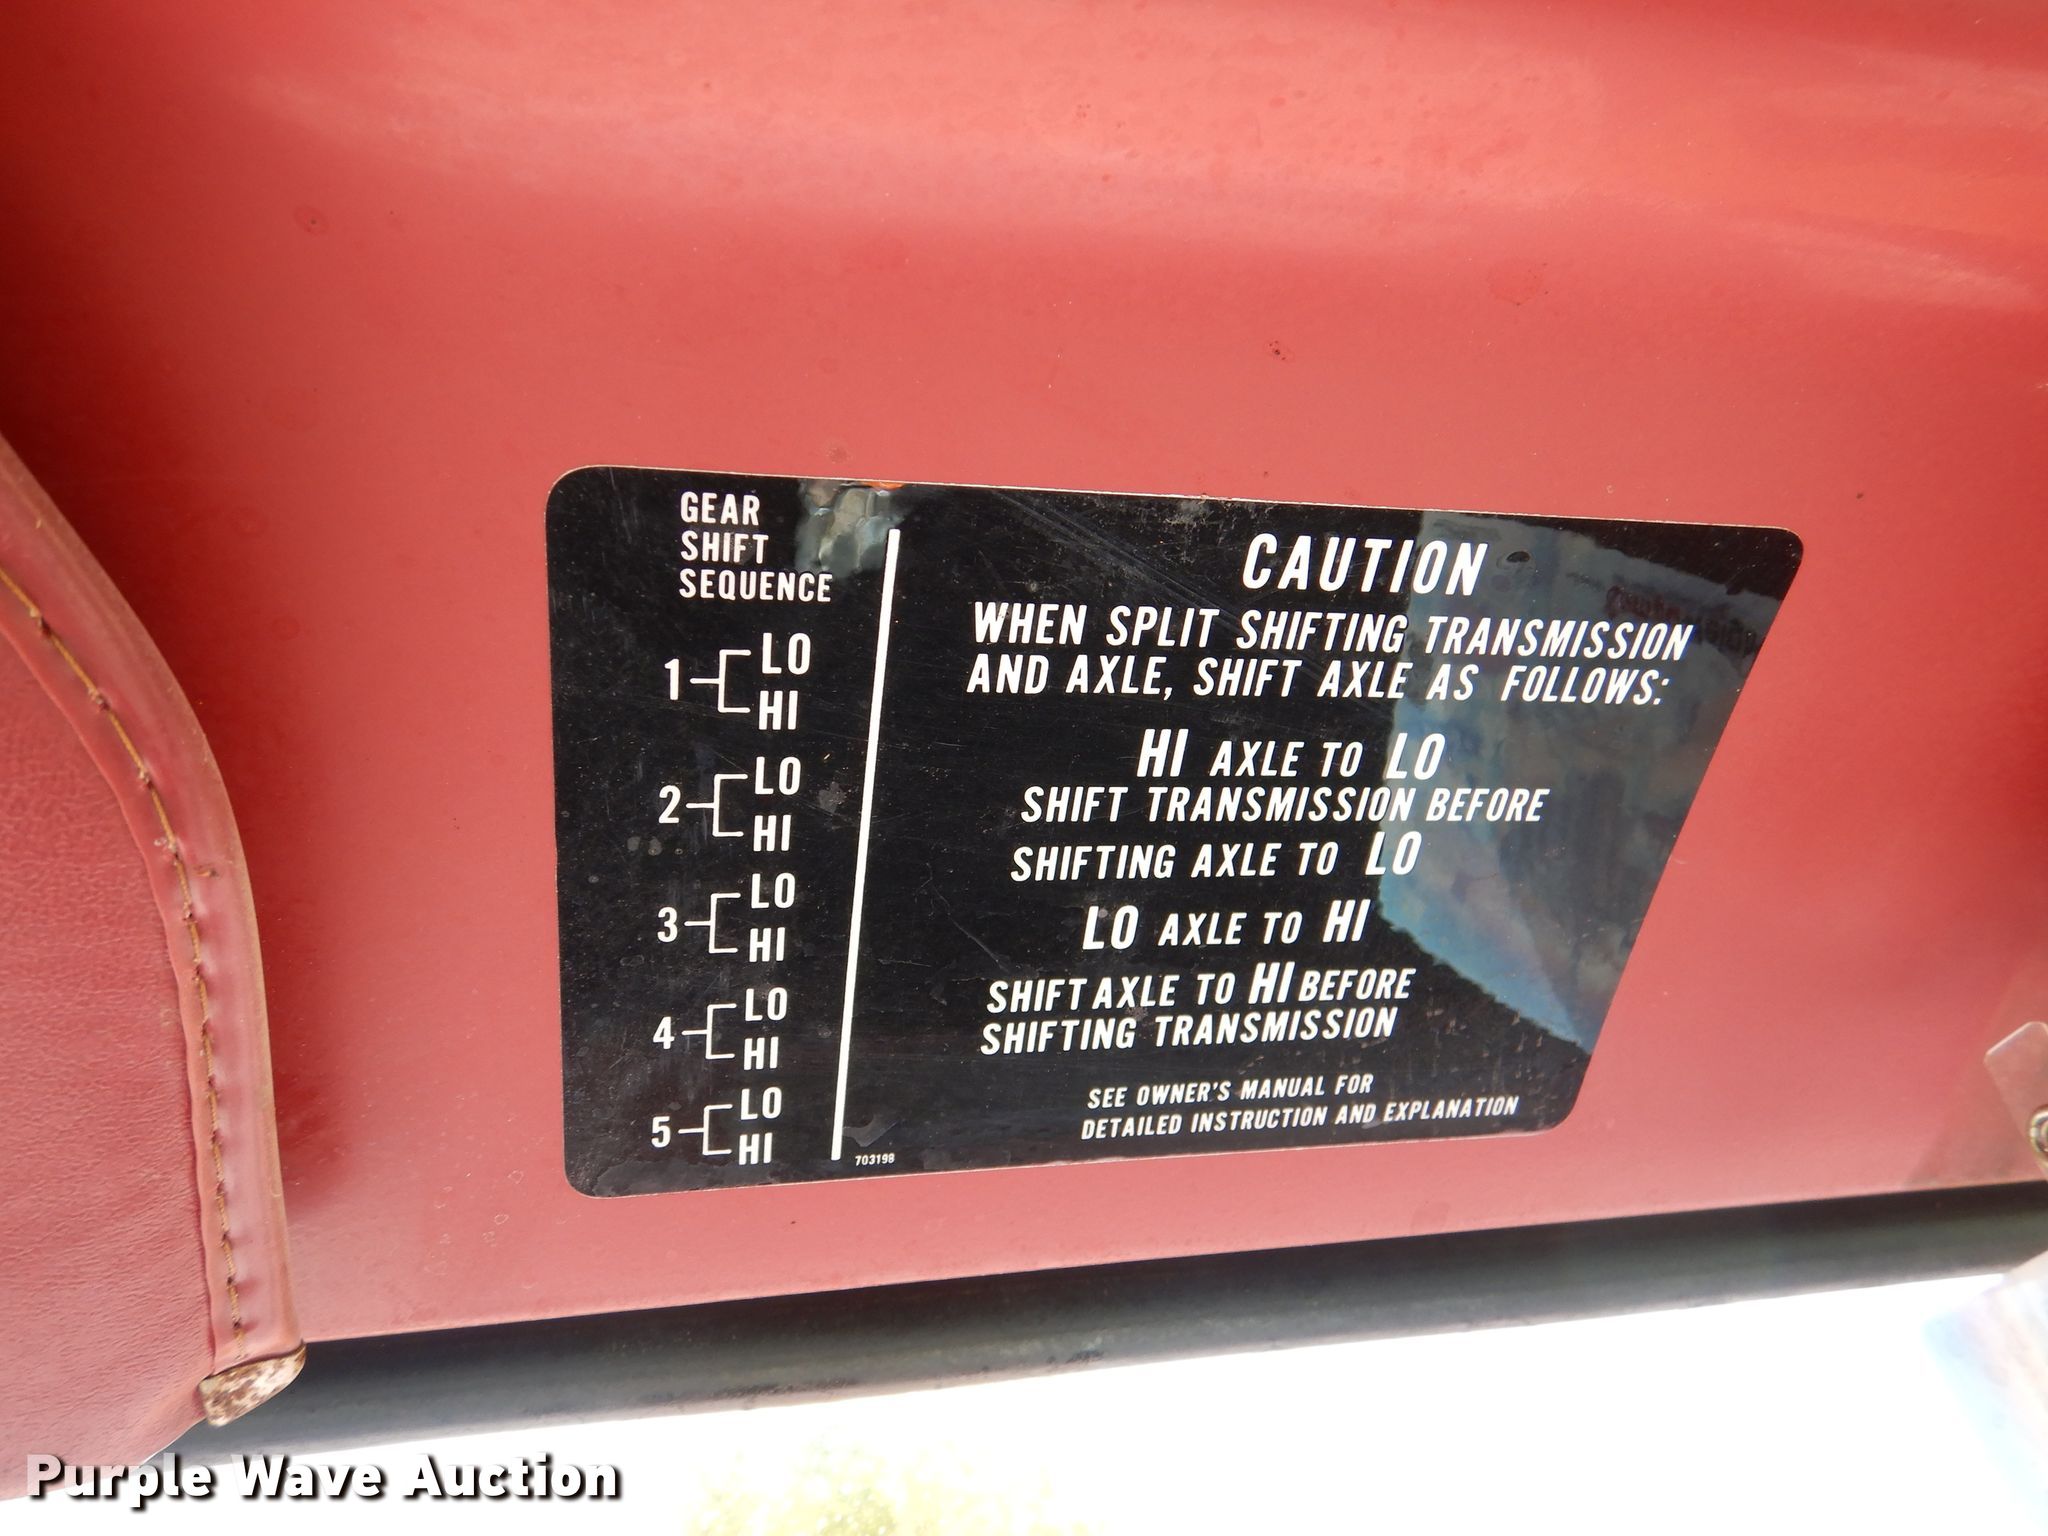 GEAR
SHIFT
SEQUENCE
1 LO
HI
2 LO
HI
3 LO
HI
4 LO
HI
5 LO
HI
CAUTION
WHEN SPLIT SHIFTING TRANSMISSION
AND AXLE, SHIFT AXLE AS FOLLOWS:
HI AXLE TO LO
SHIFT TRANSMISSION BEFORE
SHIFTING AXLE TO LO
LO AXLE TO HI
SHIFT AXLE TO HI BEFORE
SHIFTING TRANSMISSION
SEE OWNER'S MANUAL FOR
DETAILED INSTRUCTION AND EXPLANATION
703198
Purple Wave Auction